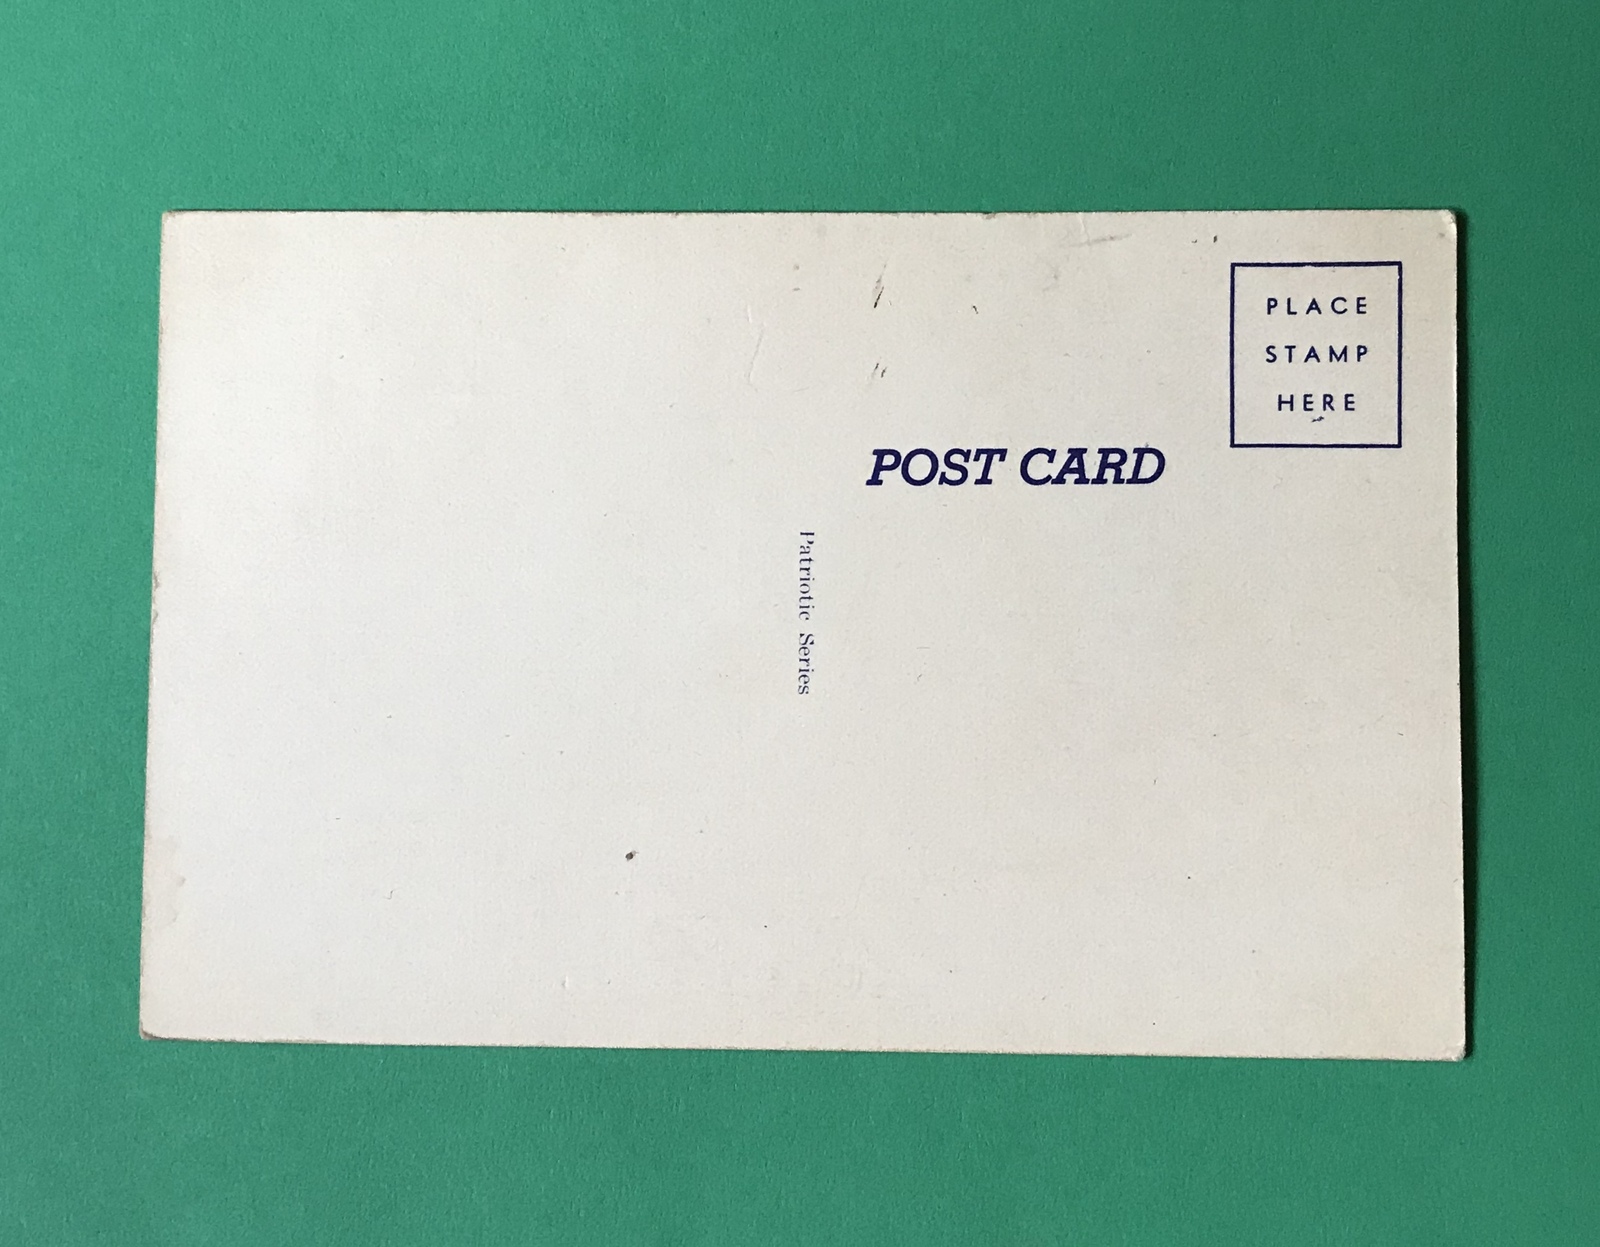 PLACE
STAMP
HERE
POST CARD
Patriotic Series